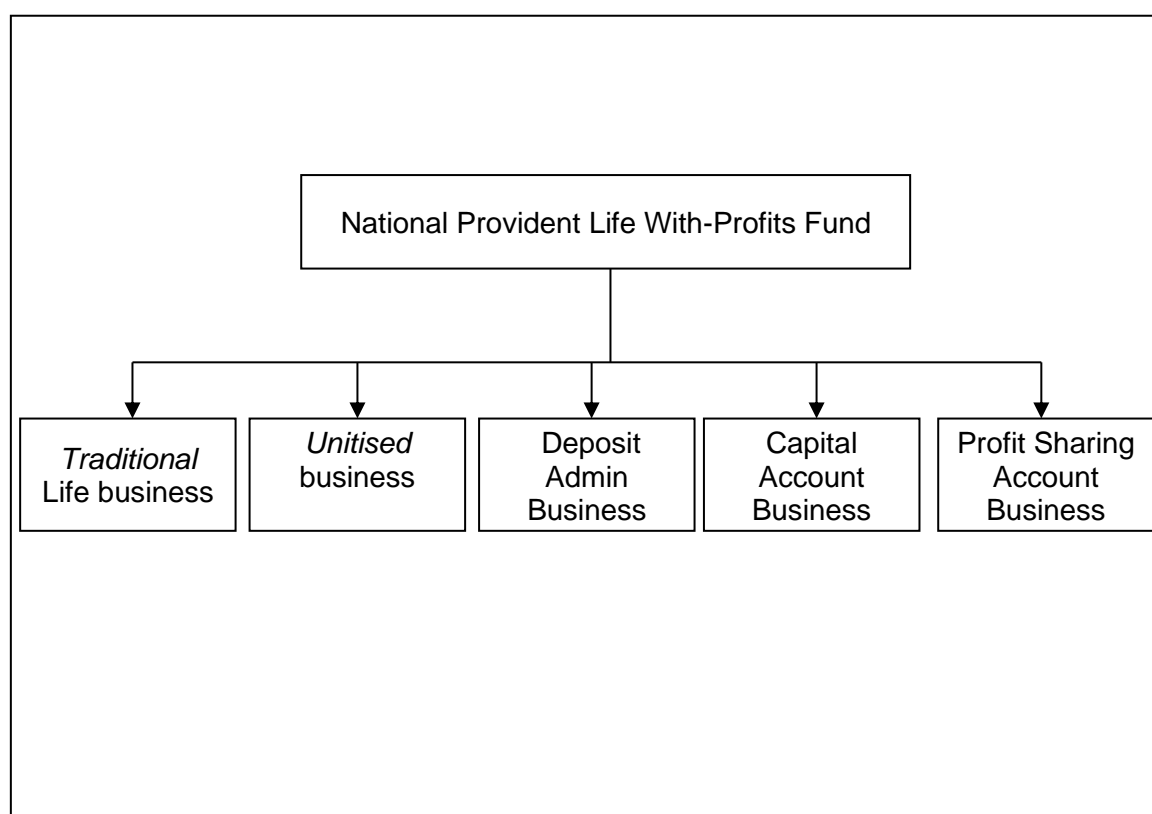 National Provident Life With-Profits Fund
Traditional
Life business
Unitised
business
Deposit
Admin
Business
Capital
Account
Business
Profit Sharing
Account
Business